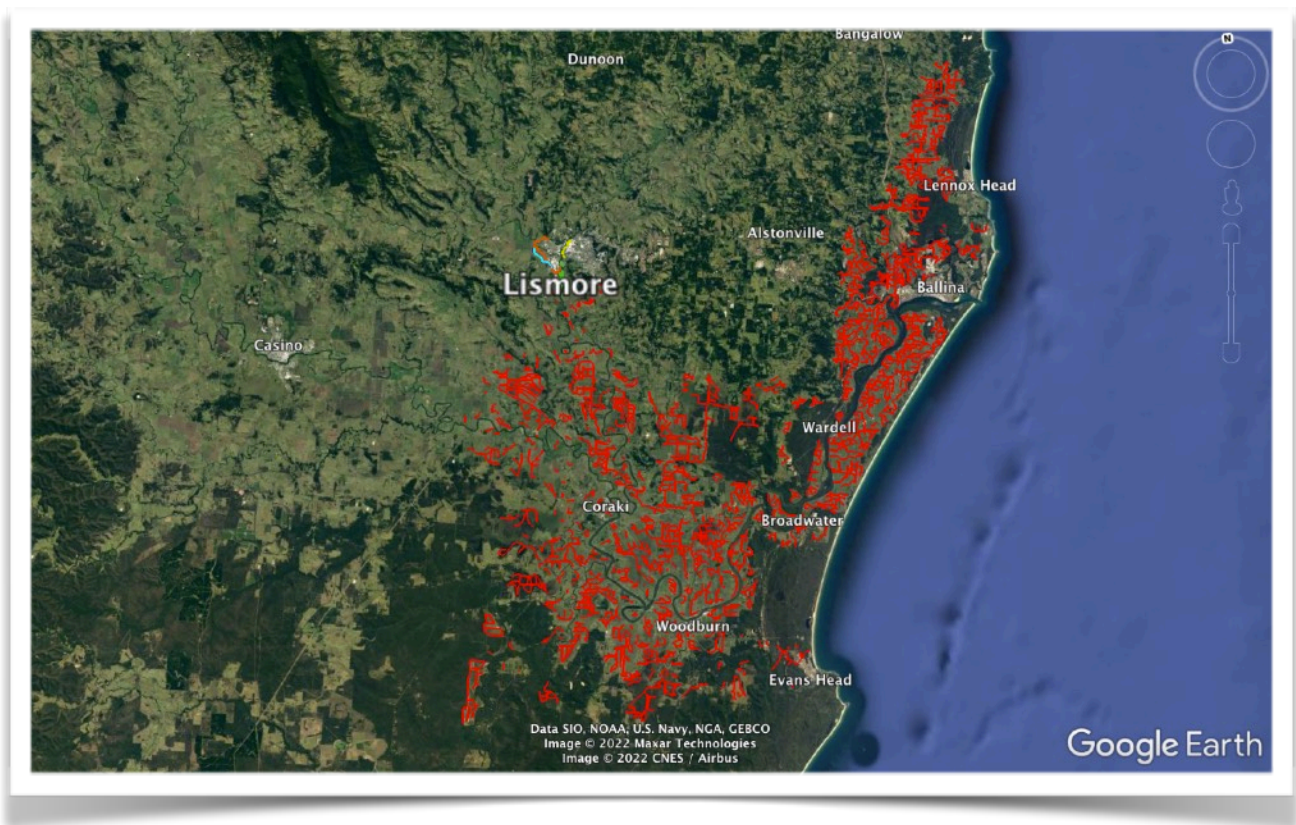 Bangalow
Dunoon
N
Lennox Head
Alstonville
Lismore
Ballina
Casino
Wardell
Coraki
Broadwater
Woodburn
Evans Head
Data SIO, NOAA, U.S. Navy, NGA, GEBCO
Image © 2022 Maxar Technologies
Image © 2022 CNES / Airbus
Google Earth